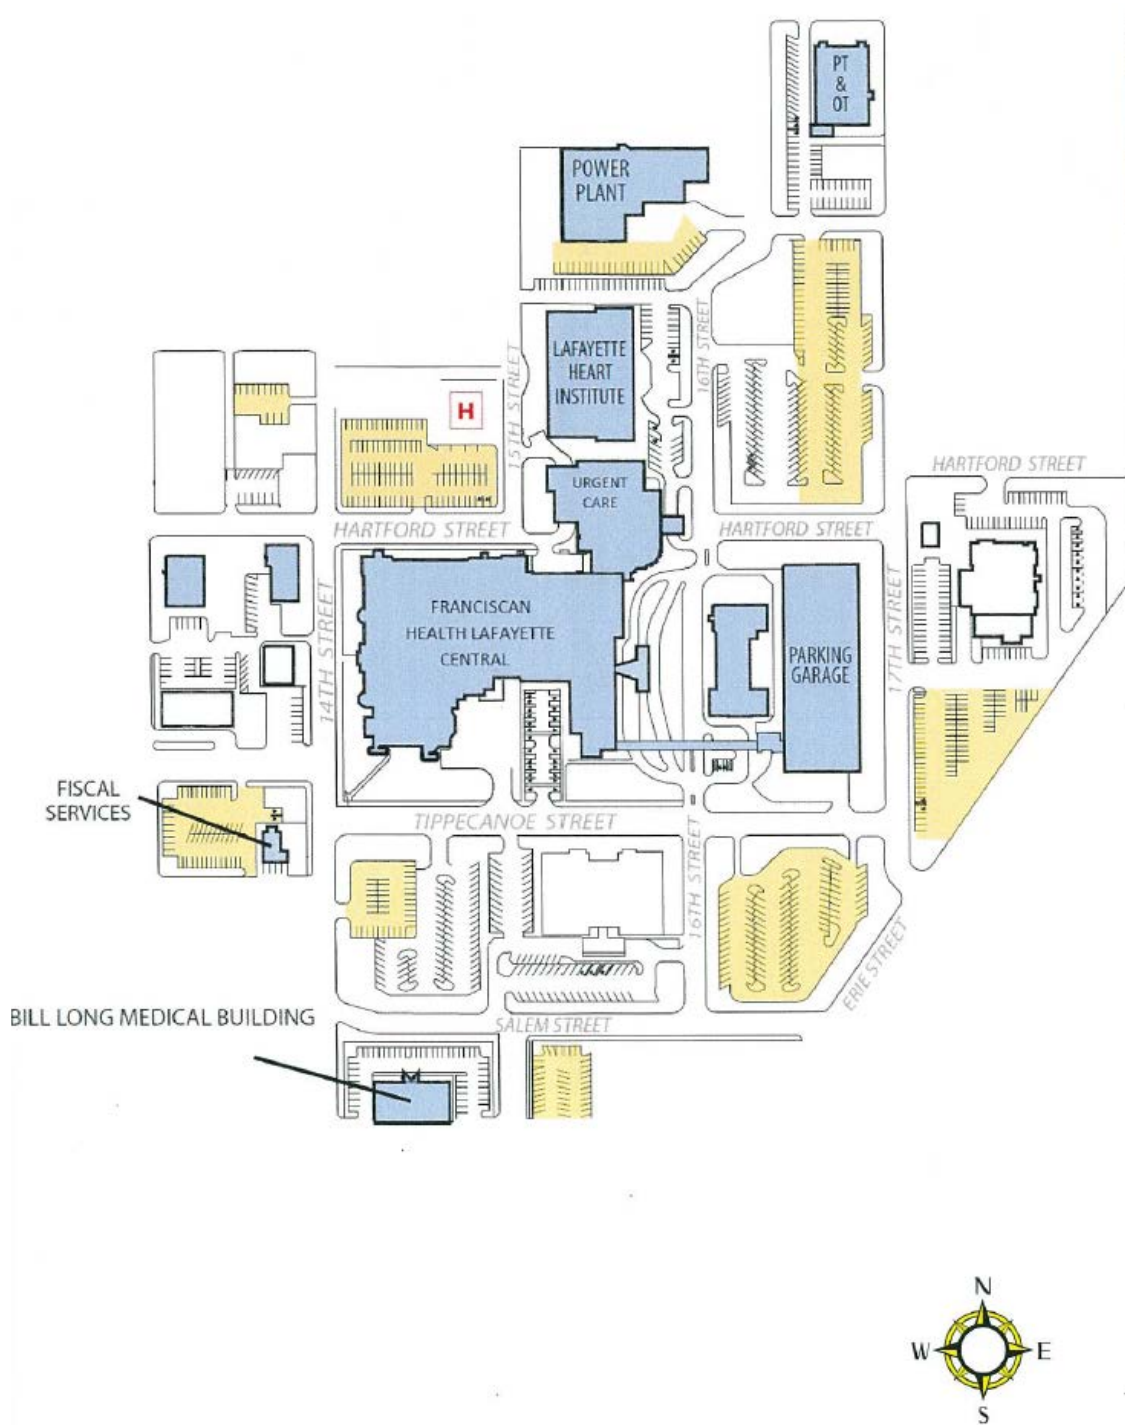 PT
&
OT
POWER
PLANT
16TH STREET
LAFAYETTE
HEART
INSTITUTE
15TH STREET
H
HARTFORD STREET
URGENT
CARE
HARTFORD STREET
HARTFORD STREET
14TH STREET
FRANCISCAN
HEALTH LAFAYETTE
CENTRAL
PARKING
GARAGE
17TH STREET
FISCAL
SERVICES
TIPPECANOE STREET
16TH STREET
ERIE STREET
BILL LONG MEDICAL BUILDING
SALEM STREET
N
W E
S